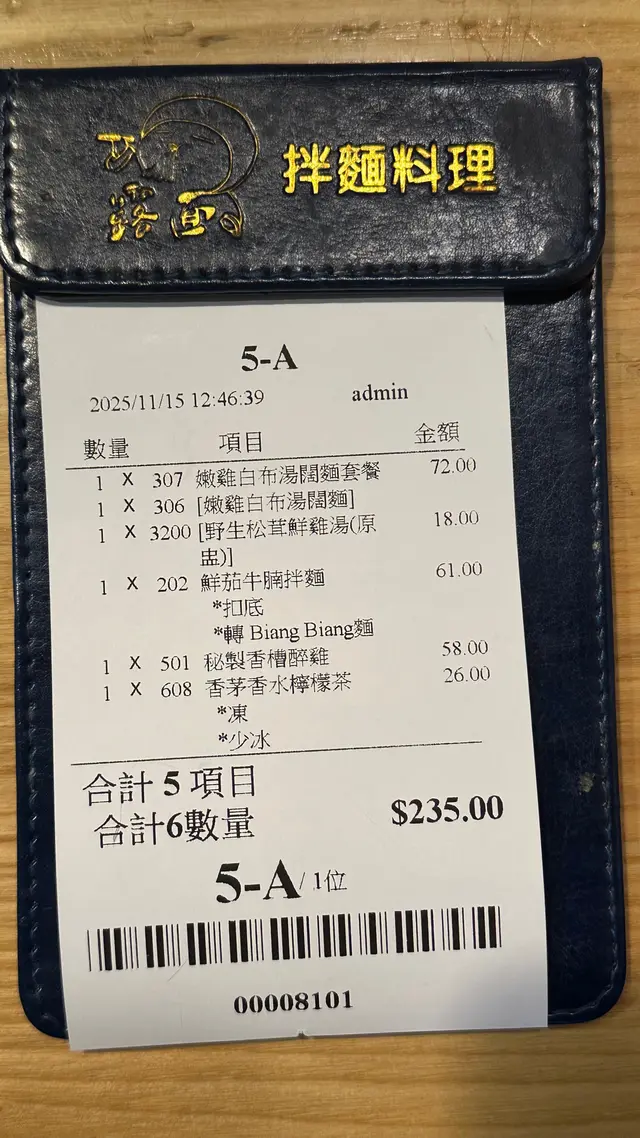 霧面
拌麵料理
5-A
2025/11/15 12:46:39 admin
數量 項目 金額
1 X 307 嫩雞白布湯闊麵套餐 72.00
1 X 306 [嫩雞白布湯闊麵]
1 X 3200 [野生松茸鮮雞湯(原 18.00
盅)]
1 X 202 鮮茄牛腩拌麵 61.00
*扣底
*轉 Biang Biang麵
1 X 501 秘製香槽醉雞 58.00
1 X 608 香茅香水檸檬茶 26.00
*凍
*少冰
合計 5 項目
合計6數量 $235.00
5-A/ 1位
00008101